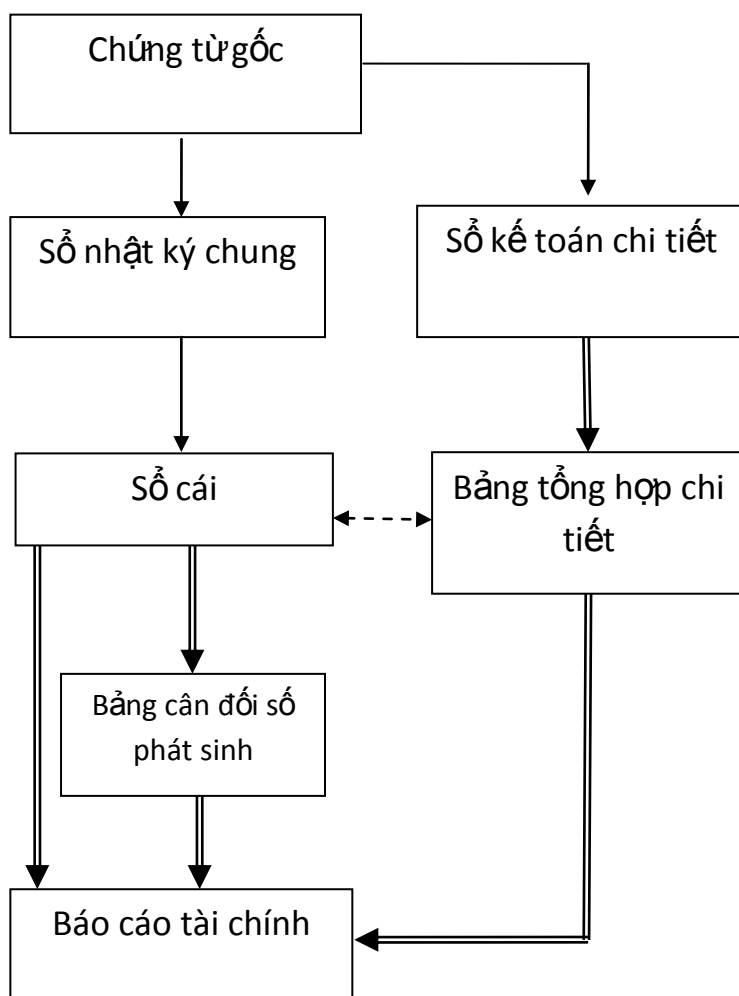 Chứng từ gốc
Sổ nhật ký chung
Sổ kế toán chi tiết
Sổ cái
Bảng tổng hợp chi
tiết
Bảng cân đối số
phát sinh
Báo cáo tài chính